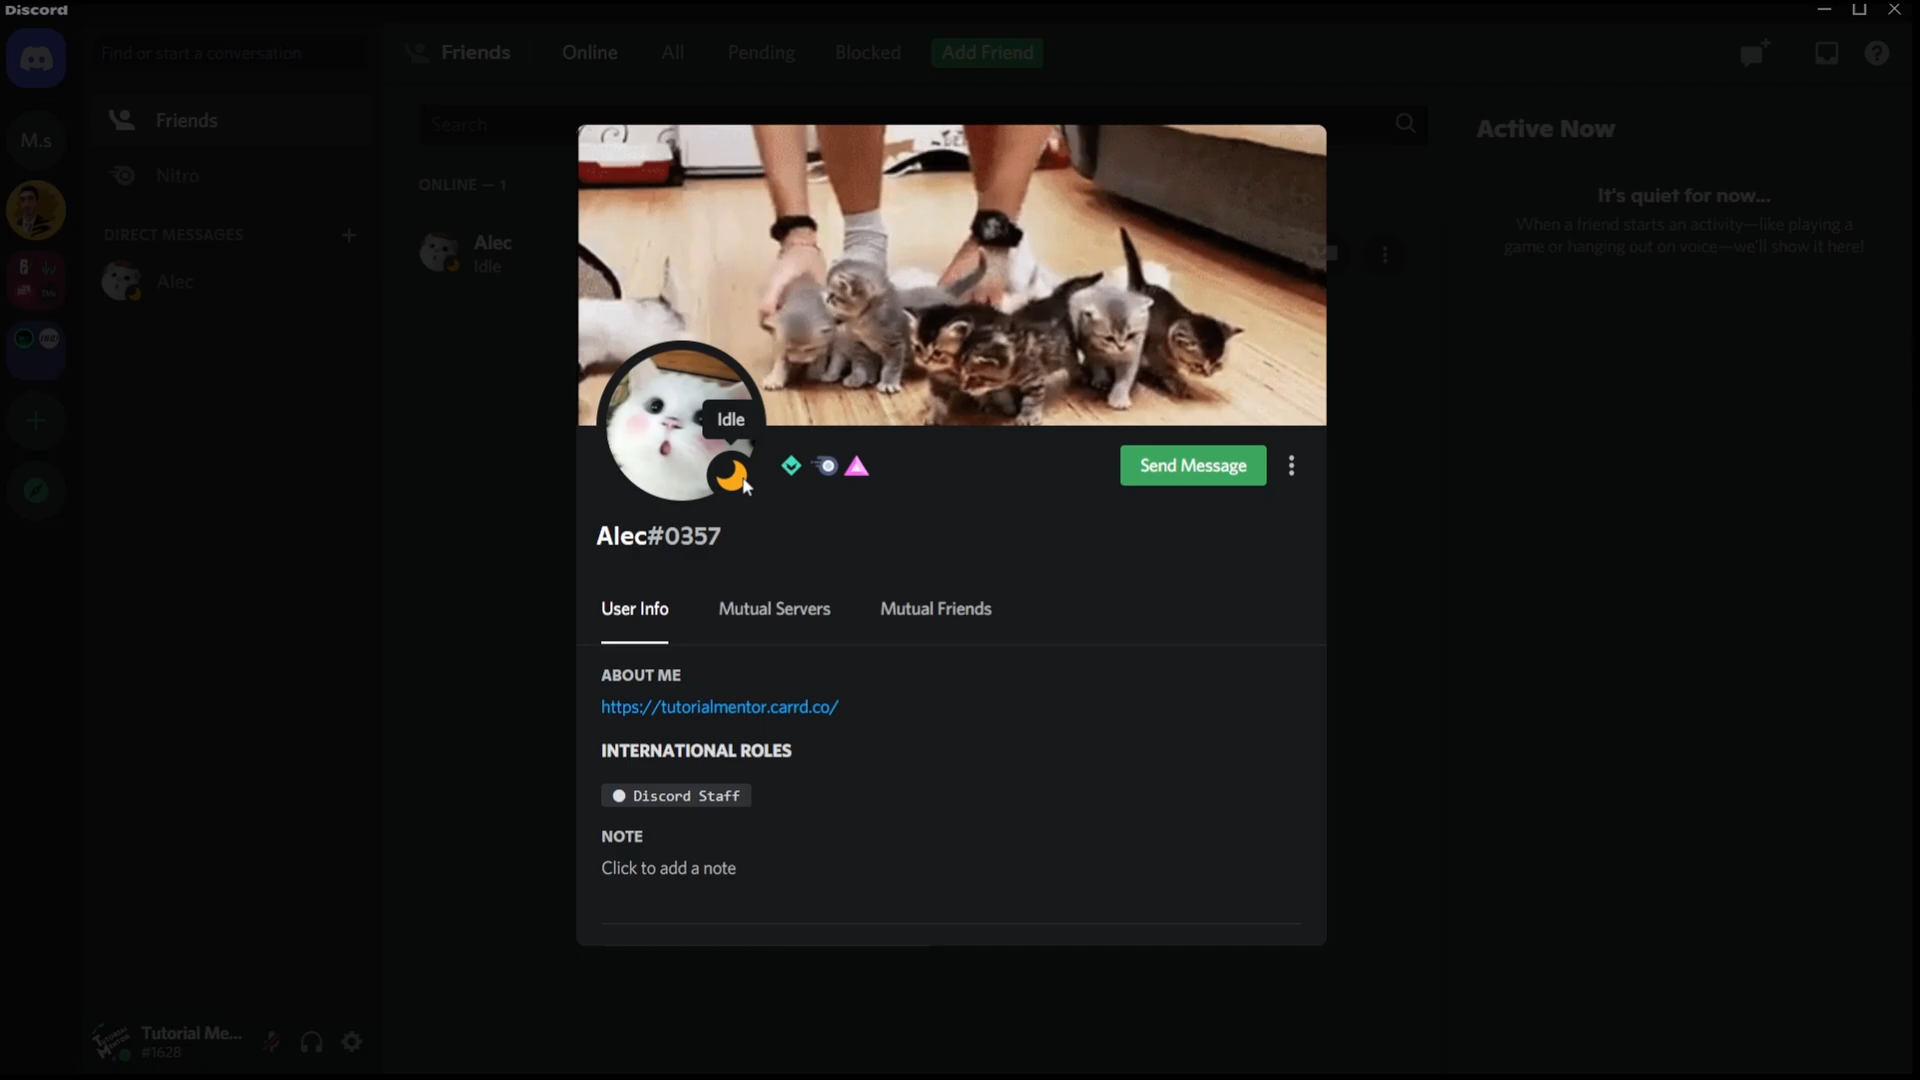 Discord
Find or start a conversation
Friends
Online
All
Pending
Blocked
Add Friend
M.s
Friends
Nitro
DIRECT MESSAGES
Alec
Search
ONLINE — 1
Alec
Idle
Active Now
It's quiet for now...
When a friend starts an activity—like playing a
game or hanging out on voice—we'll show it here!
Idle
Send Message
Alec#0357
User Info
Mutual Servers
Mutual Friends
ABOUT ME
https://tutorialmentor.carrd.co/
INTERNATIONAL ROLES
Discord Staff
NOTE
Click to add a note
Tutorial Me...
#1628